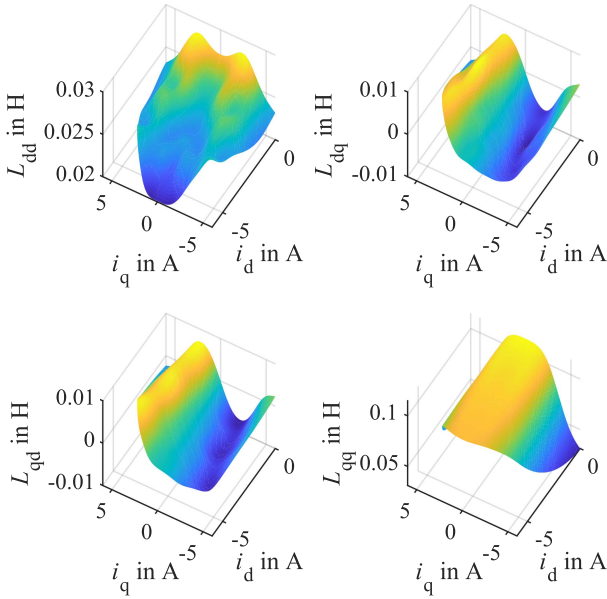 0.03
0.025
0.02
L_dd in H
5
0
-5
i_q in A
0
-5
i_d in A
0.01
0
-0.01
L_dq in H
5
0
-5
i_q in A
0
-5
i_d in A
0.01
0
-0.01
L_qd in H
5
0
-5
i_q in A
0
-5
i_d in A
0.1
0.05
L_qq in H
5
0
-5
i_q in A
0
-5
i_d in A